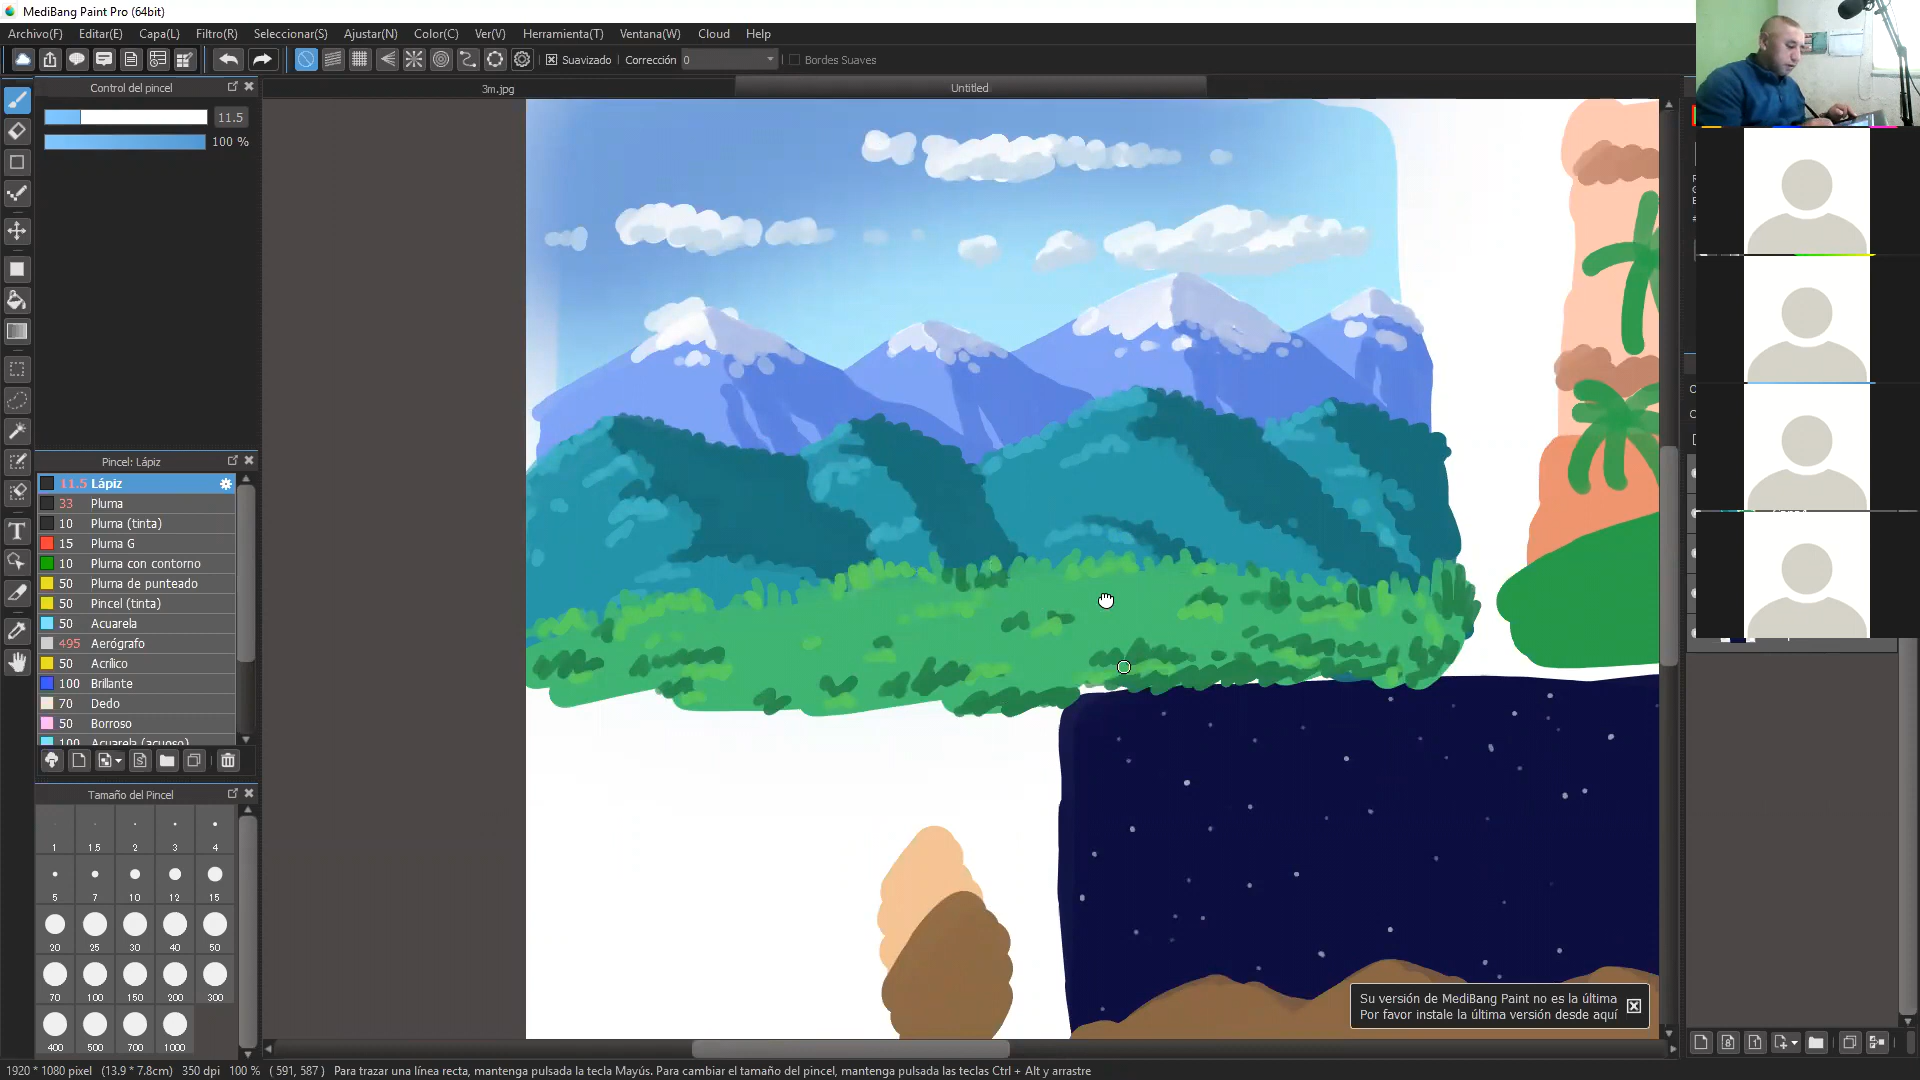 MediBang Paint Pro (64bit)
Archivo(F) Editar(E) Capa(L) Filtro(R) Seleccionar(S) Ajustar(N) Color(C) Ver(V) Herramienta(T) Ventana(W) Cloud Help
Suavizado Corrección 0 Bordes Suaves
Control del pincel
3m.jpg
Untitled
11.5
100 %
Pincel: Lápiz
11.5 Lápiz
33 Pluma
10 Pluma (tinta)
15 Pluma G
10 Pluma con contorno
50 Pluma de punteado
50 Pincel (tinta)
50 Acuarela
495 Aerógrafo
50 Acrílico
100 Brillante
70 Dedo
50 Borroso
100 Acuarela (acuoso)
Tamaño del Pincel
1 1.5 2 3 4
5 7 10 12 15
20 25 30 40 50
70 100 150 200 300
400 500 700 1000
Su versión de MediBang Paint no es la última
Por favor instale la última versión desde aquí
1920 * 1080 pixel (13.9 * 7.8cm) 350 dpi 100 % ( 591, 587 ) Para trazar una línea recta, mantenga pulsada la tecla Mayús. Para cambiar el tamaño del pincel, mantenga pulsadas las teclas Ctrl + Alt y arrastre